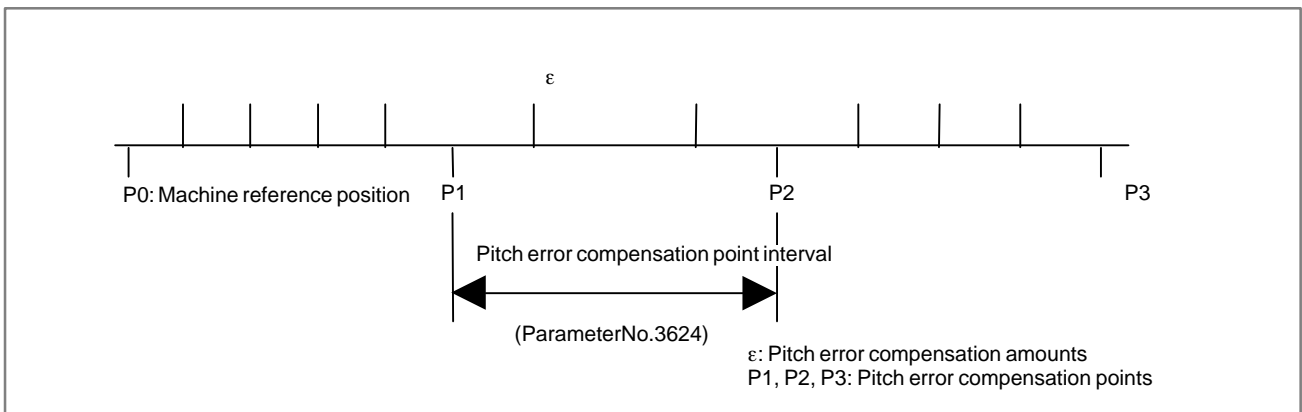 ε
P0: Machine reference position
P1
P2
P3
Pitch error compensation point interval
(ParameterNo.3624)
ε: Pitch error compensation amounts
P1, P2, P3: Pitch error compensation points